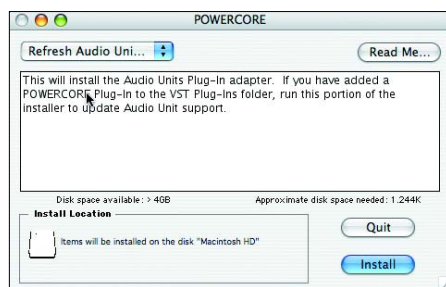 POWERCORE
Refresh Audio Uni...
Read Me...
This will install the Audio Units Plug-In adapter. If you have added a
POWERCORE Plug-In to the VST Plug-Ins folder, run this portion of the
installer to update Audio Unit support.
Disk space available: > 4GB
Approximate disk space needed: 1.244K
Install Location
Items will be installed on the disk "Macintosh HD"
Quit
Install